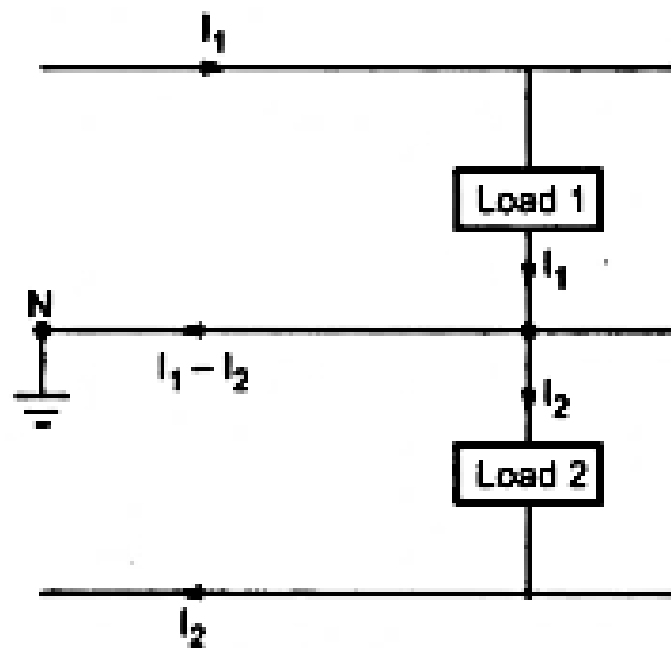 I₁
Load 1
I₁
N
I₁ – I₂
I₂
Load 2
I₂